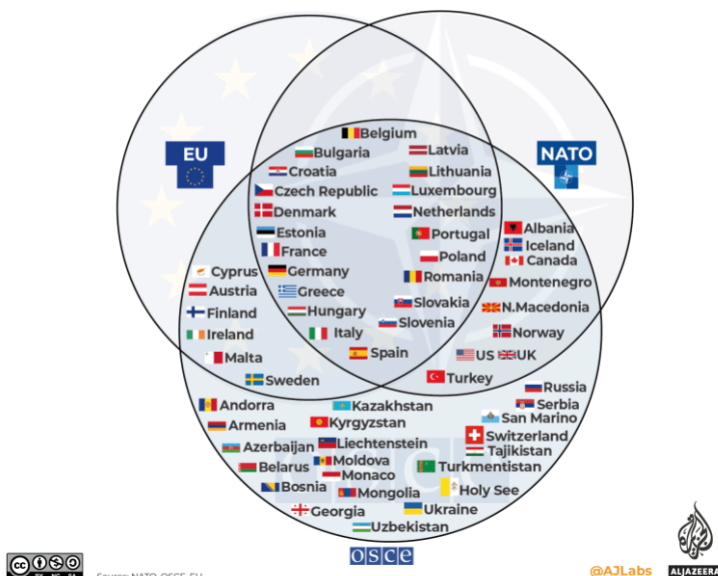 EU
NATO
Belgium
Bulgaria
Latvia
Croatia
Lithuania
Czech Republic
Luxembourg
Denmark
Netherlands
Estonia
Portugal
Albania
France
Iceland
Poland
Canada
Cyprus
Germany
Romania
Montenegro
Austria
Greece
Slovakia
N.Macedonia
Finland
Hungary
Slovenia
Norway
Ireland
Italy
Malta
Spain
US
UK
Sweden
Turkey
Russia
Andorra
Kazakhstan
Serbia
San Marino
Armenia
Kyrgyzstan
Switzerland
Azerbaijan
Liechtenstein
Tajikistan
Belarus
Moldova
Turkmentistan
Monaco
Bosnia
Mongolia
Holy See
Georgia
Ukraine
Uzbekistan
osce
@AJLabs
ALJAZEERA